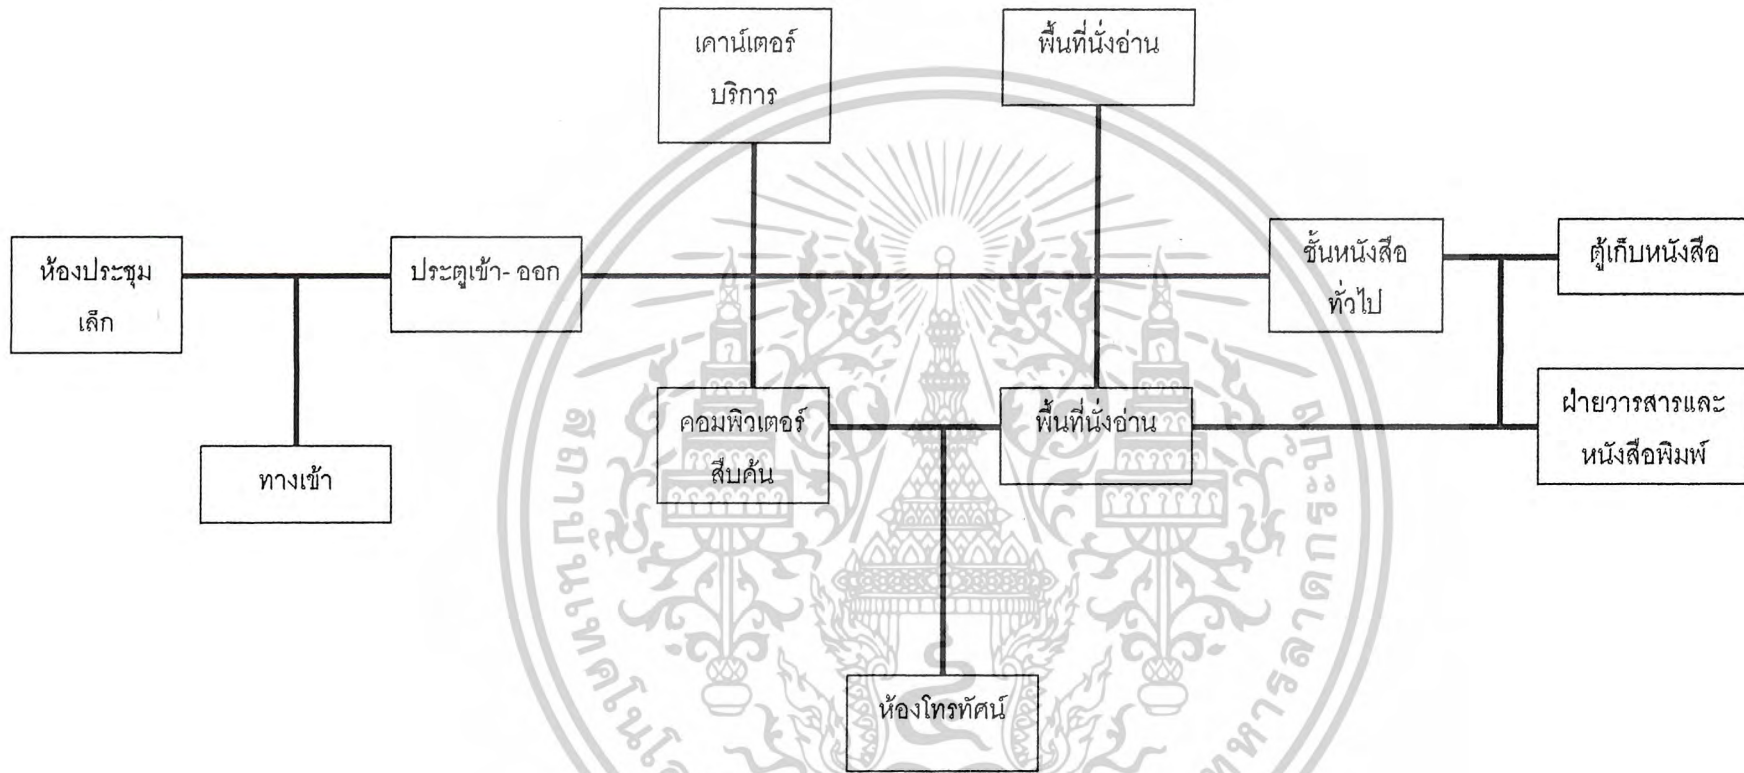 เคาน์เตอร์
บริการ
พื้นที่นั่งอ่าน
ห้องประชุม
เล็ก
ประตูเข้า- ออก
ชั้นหนังสือ
ทั่วไป
ตู้เก็บหนังสือ
ทางเข้า
คอมพิวเตอร์
สืบค้น
พื้นที่นั่งอ่าน
ฝ่ายวารสารและ
หนังสือพิมพ์
ห้องโทรทัศน์